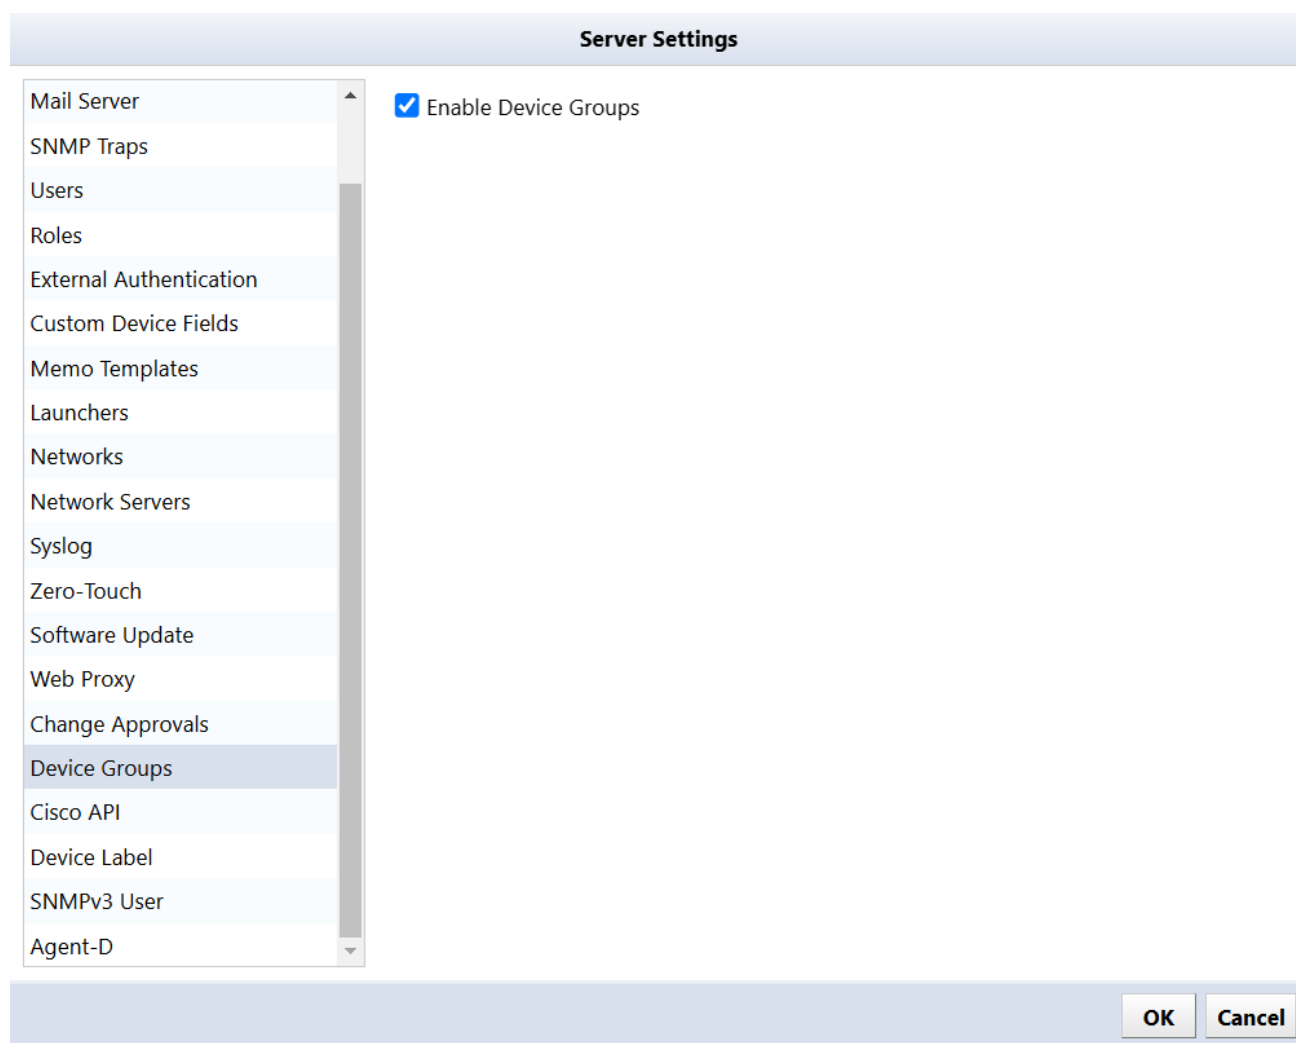 Server Settings
Mail Server
SNMP Traps
Users
Roles
External Authentication
Custom Device Fields
Memo Templates
Launchers
Networks
Network Servers
Syslog
Zero-Touch
Software Update
Web Proxy
Change Approvals
Device Groups
Cisco API
Device Label
SNMPv3 User
Agent-D
Enable Device Groups
OK
Cancel